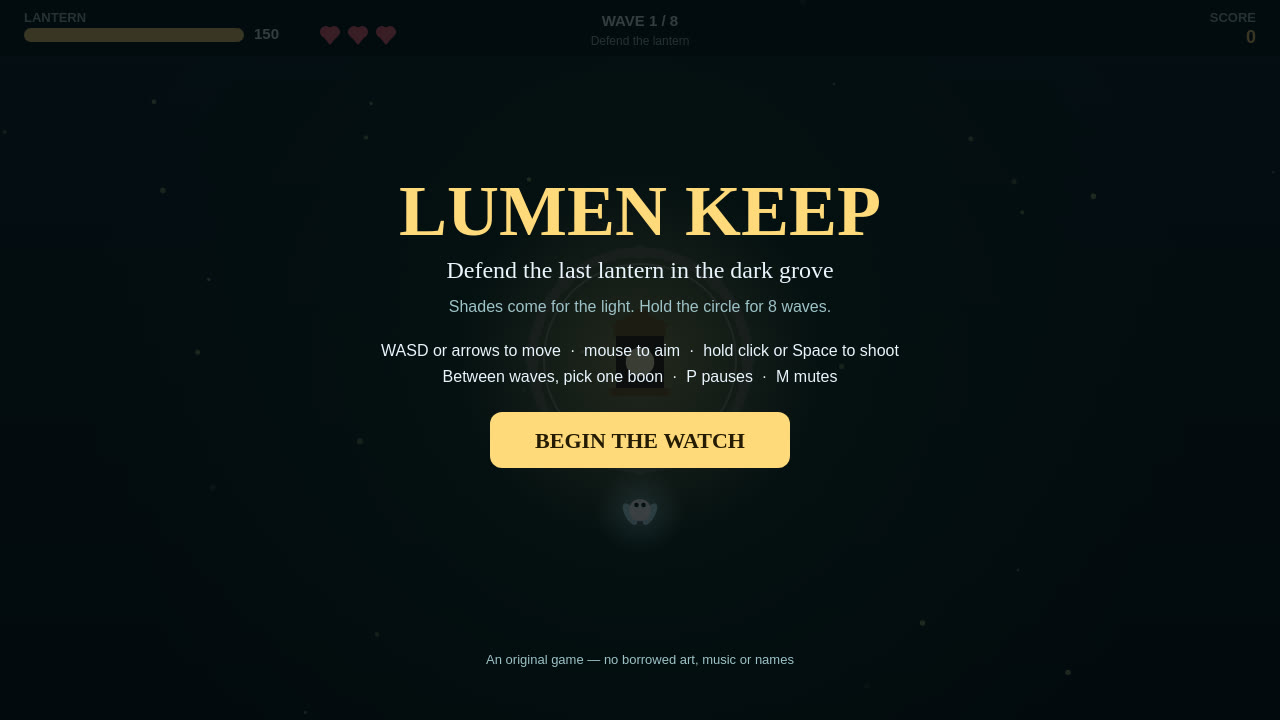 LANTERN
150
WAVE 1 / 8
Defend the lantern
SCORE
0
LUMEN KEEP
Defend the last lantern in the dark grove
Shades come for the light. Hold the circle for 8 waves.
WASD or arrows to move · mouse to aim · hold click or Space to shoot
Between waves, pick one boon · P pauses · M mutes
BEGIN THE WATCH
An original game — no borrowed art, music or names